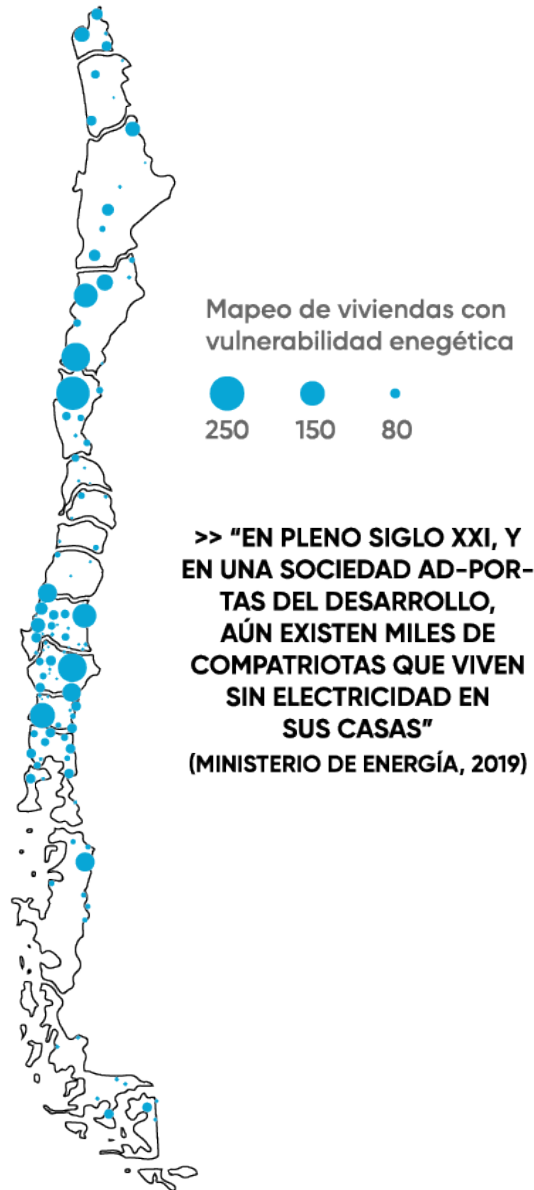 Mapeo de viviendas con
vulnerabilidad enegética
250 150 80
>> “EN PLENO SIGLO XXI, Y
EN UNA SOCIEDAD AD-POR-
TAS DEL DESARROLLO,
AÚN EXISTEN MILES DE
COMPATRIOTAS QUE VIVEN
SIN ELECTRICIDAD EN
SUS CASAS”
(MINISTERIO DE ENERGÍA, 2019)